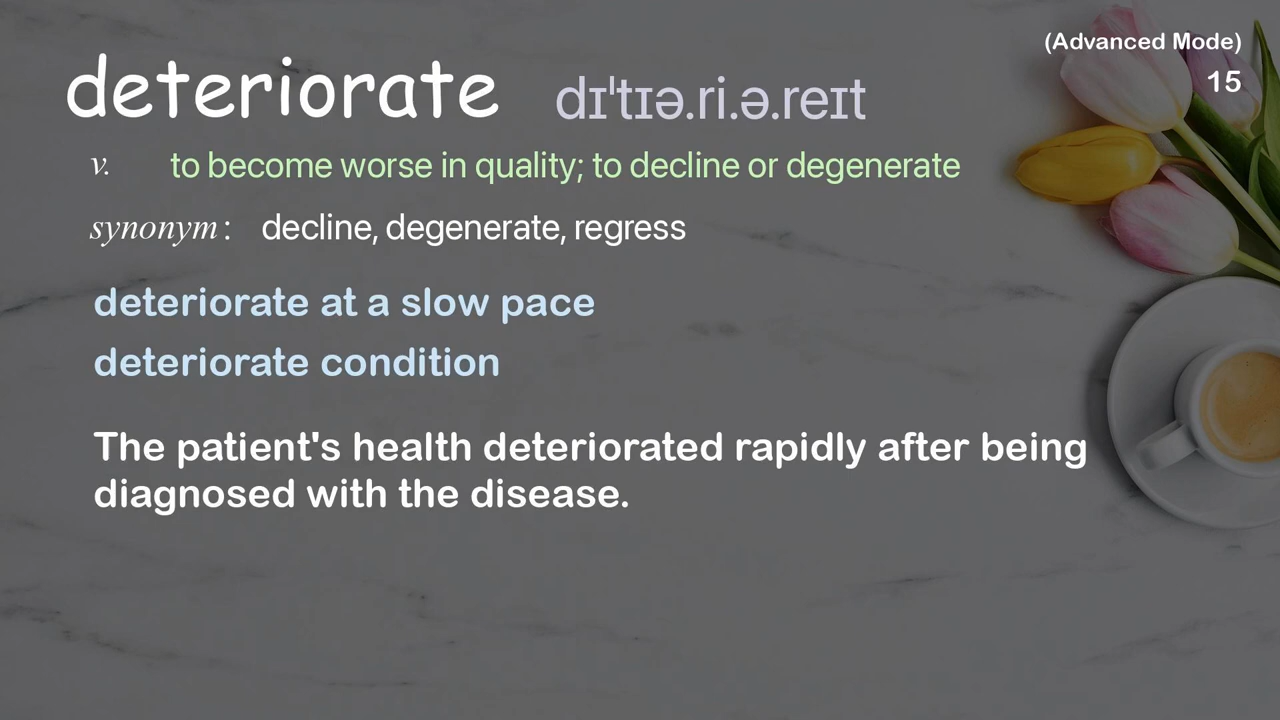 (Advanced Mode)
deteriorate dɪˈtɪə.ri.ə.reɪt
15
v. to become worse in quality; to decline or degenerate
synonym: decline, degenerate, regress
deteriorate at a slow pace
deteriorate condition
The patient's health deteriorated rapidly after being
diagnosed with the disease.